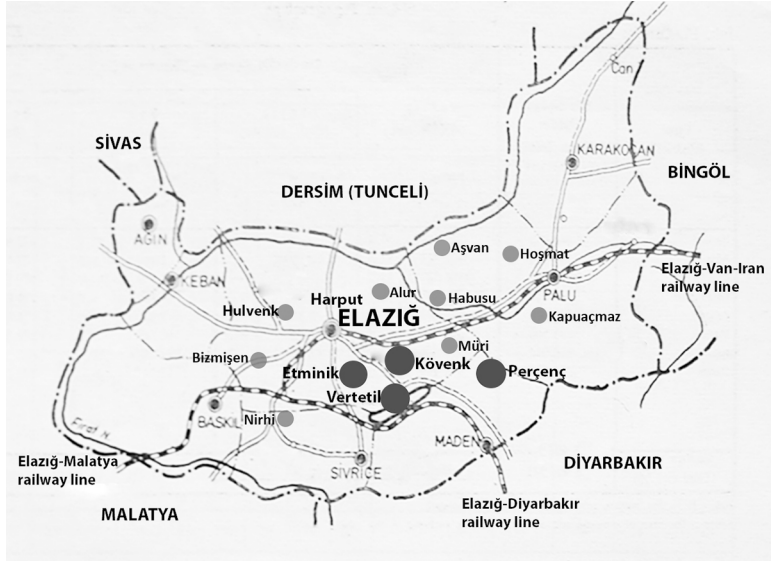 Can
KARAKOÇAN
SİVAS
BİNGÖL
DERSİM (TUNCELİ)
AĞIN
Aşvan
Hoşmat
Elazığ-Van-Iran
railway line
KEBAN
PALU
Harput
Alur
Habusu
Hulvenk
ELAZIĞ
Kapuaçmaz
Müri
Bizmişen
Kövenk
Etminik
Perçenç
Vertetil
BASKİL
Nirhi
Fırat N.
MADEN
Elazığ-Malatya
railway line
SİVRİCE
DİYARBAKIR
MALATYA
Elazığ-Diyarbakır
railway line